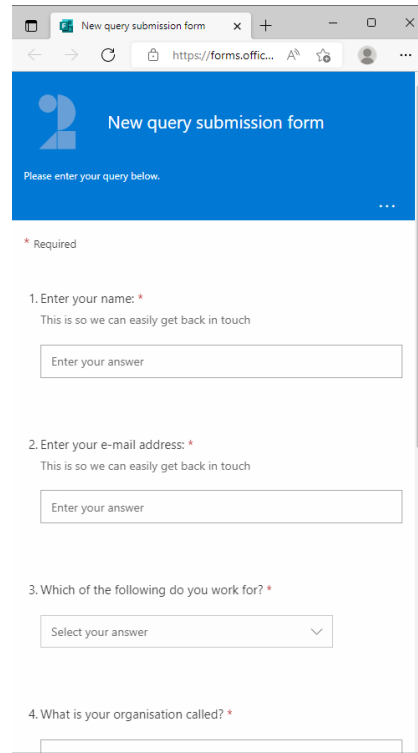 New query submission form
https://forms.offic...
New query submission form
Please enter your query below.
* Required
1. Enter your name: *
This is so we can easily get back in touch
Enter your answer
2. Enter your e-mail address: *
This is so we can easily get back in touch
Enter your answer
3. Which of the following do you work for? *
Select your answer
4. What is your organisation called? *